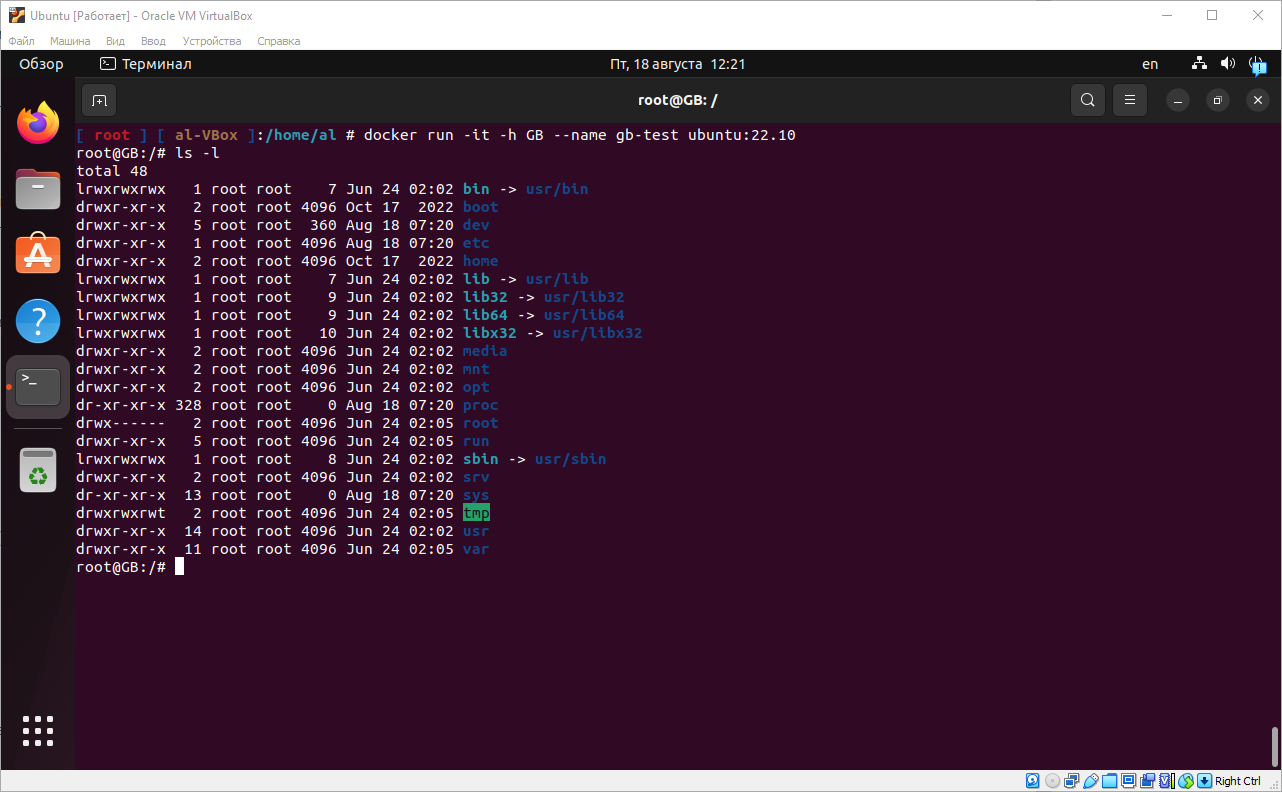 Ubuntu [Работает] - Oracle VM VirtualBox
Файл Машина Вид Ввод Устройства Справка
Обзор Терминал Пт, 18 августа 12:21 en
root@GB: /
[ root ] [ al-VBox ]:/home/al # docker run -it -h GB --name gb-test ubuntu:22.10
root@GB:/# ls -l
total 48
lrwxrwxrwx   1 root root    7 Jun 24 02:02 bin -> usr/bin
drwxr-xr-x   2 root root 4096 Oct 17  2022 boot
drwxr-xr-x   5 root root  360 Aug 18 07:20 dev
drwxr-xr-x   1 root root 4096 Aug 18 07:20 etc
drwxr-xr-x   2 root root 4096 Oct 17  2022 home
lrwxrwxrwx   1 root root    7 Jun 24 02:02 lib -> usr/lib
lrwxrwxrwx   1 root root    9 Jun 24 02:02 lib32 -> usr/lib32
lrwxrwxrwx   1 root root    9 Jun 24 02:02 lib64 -> usr/lib64
lrwxrwxrwx   1 root root   10 Jun 24 02:02 libx32 -> usr/libx32
drwxr-xr-x   2 root root 4096 Jun 24 02:02 media
drwxr-xr-x   2 root root 4096 Jun 24 02:02 mnt
drwxr-xr-x   2 root root 4096 Jun 24 02:02 opt
dr-xr-xr-x 328 root root    0 Aug 18 07:20 proc
drwx------   2 root root 4096 Jun 24 02:05 root
drwxr-xr-x   5 root root 4096 Jun 24 02:05 run
lrwxrwxrwx   1 root root    8 Jun 24 02:02 sbin -> usr/sbin
drwxr-xr-x   2 root root 4096 Jun 24 02:02 srv
dr-xr-xr-x  13 root root    0 Aug 18 07:20 sys
drwxrwxrwt   2 root root 4096 Jun 24 02:05 tmp
drwxr-xr-x  14 root root 4096 Jun 24 02:02 usr
drwxr-xr-x  11 root root 4096 Jun 24 02:05 var
root@GB:/#
Right Ctrl